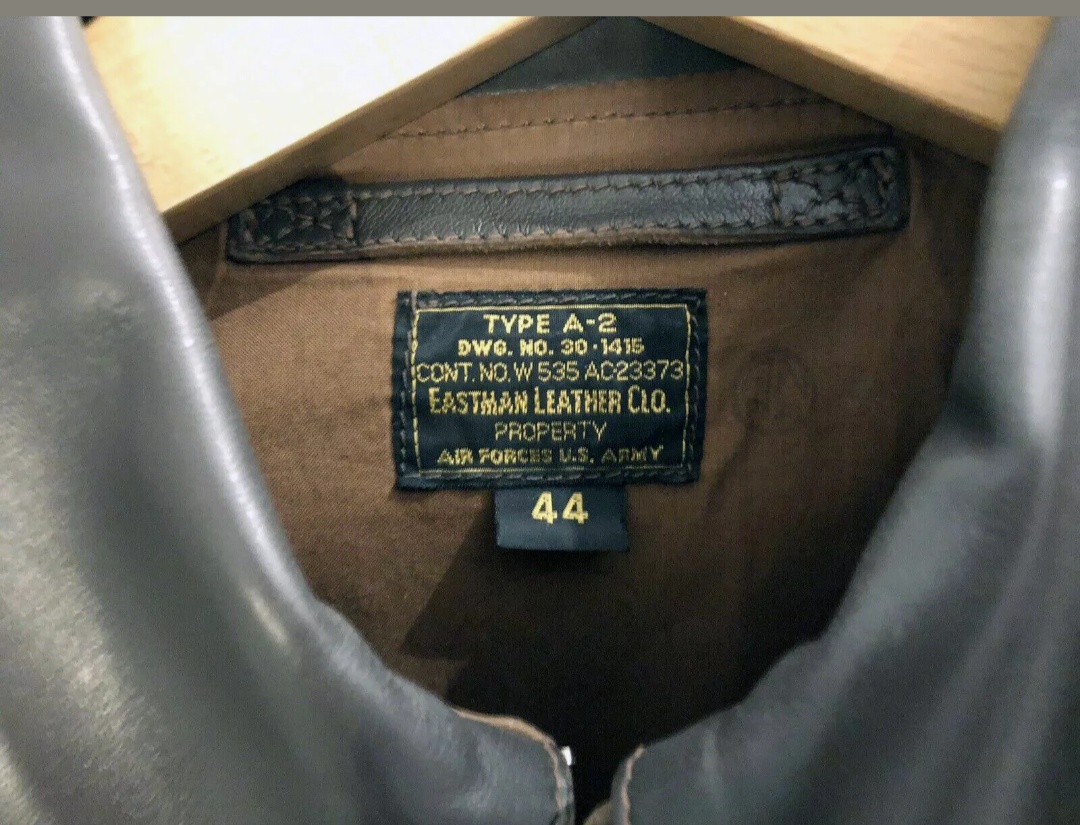 TYPE A-2
DWG. NO. 30·1415
CONT. NO. W 535 AC23373
EASTMAN LEATHER CLO.
PROPERTY
AIR FORCES U.S. ARMY
44